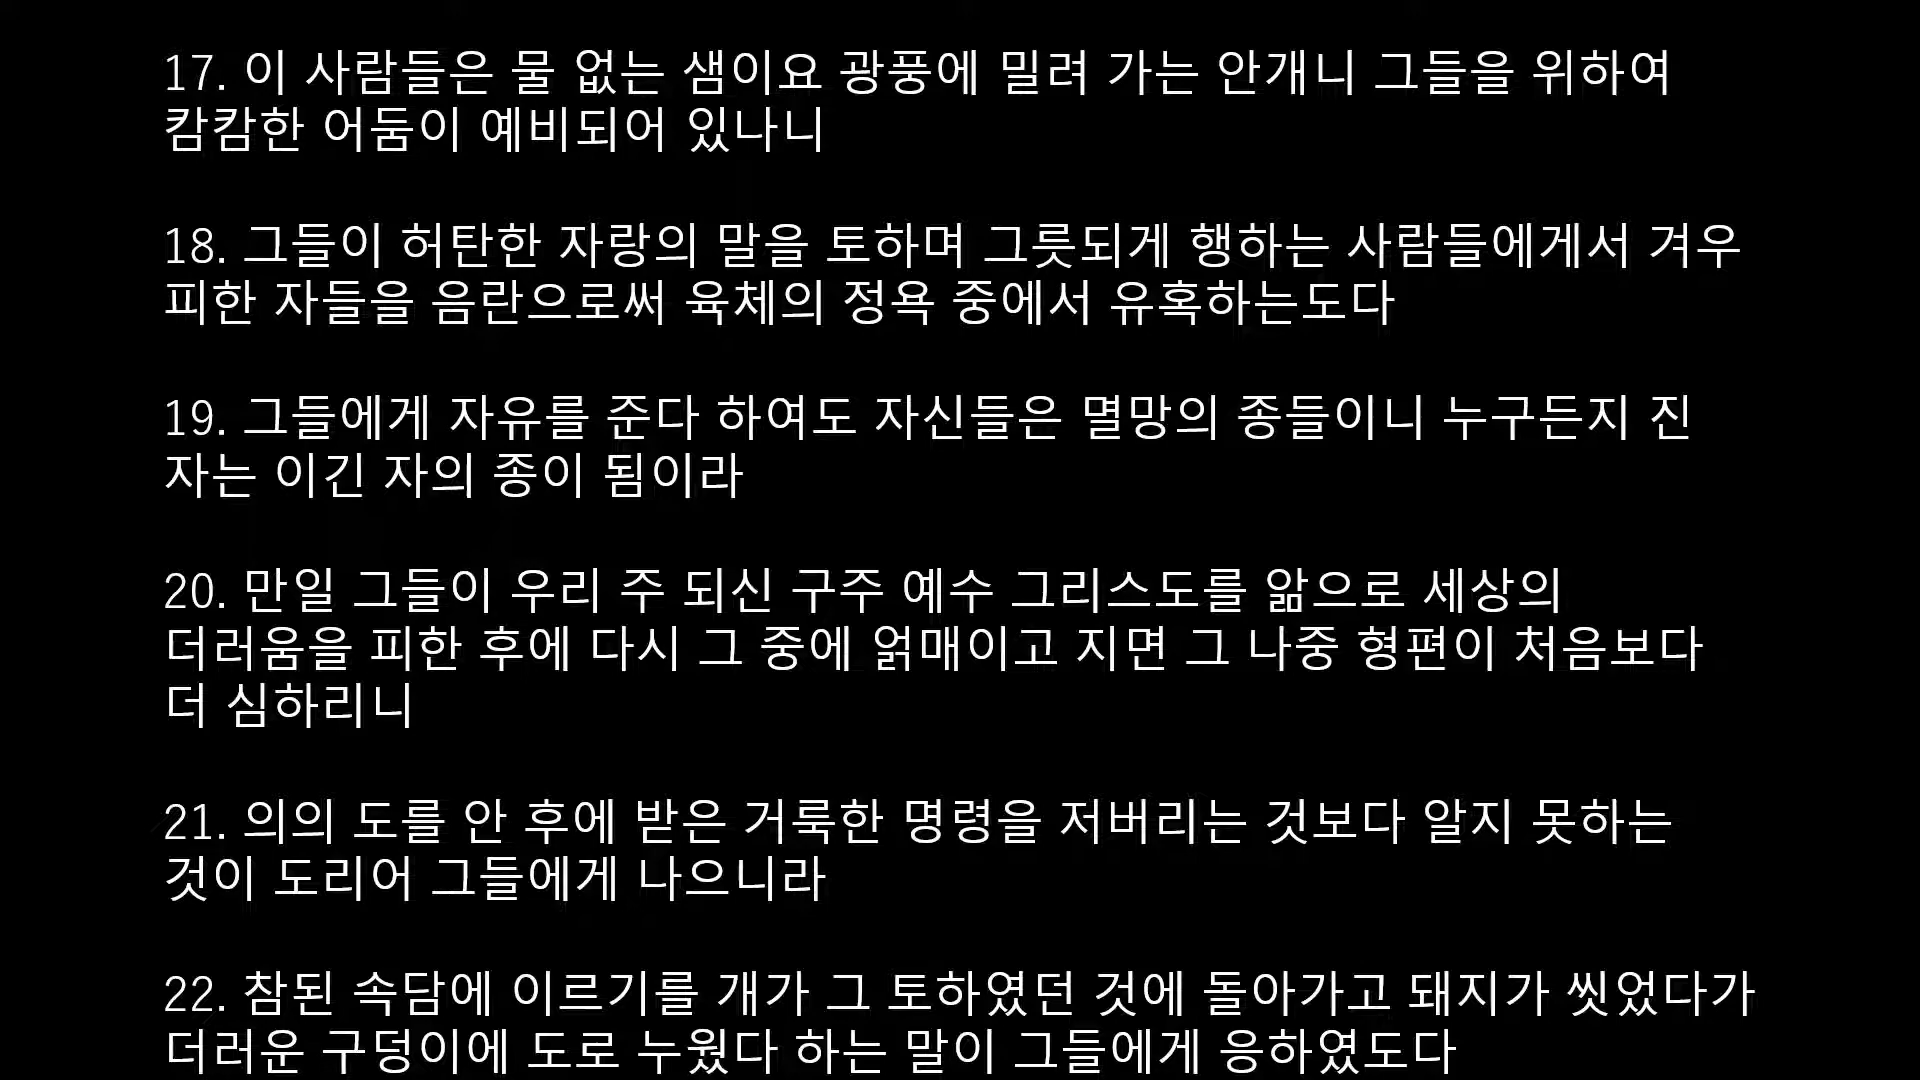 17. 이 사람들은 물 없는 샘이요 광풍에 밀려 가는 안개니 그들을 위하여
캄캄한 어둠이 예비되어 있나니
18. 그들이 허탄한 자랑의 말을 토하며 그릇되게 행하는 사람들에게서 겨우
피한 자들을 음란으로써 육체의 정욕 중에서 유혹하는도다
19. 그들에게 자유를 준다 하여도 자신들은 멸망의 종들이니 누구든지 진
자는 이긴 자의 종이 됨이라
20. 만일 그들이 우리 주 되신 구주 예수 그리스도를 앎으로 세상의
더러움을 피한 후에 다시 그 중에 얽매이고 지면 그 나중 형편이 처음보다
더 심하리니
21. 의의 도를 안 후에 받은 거룩한 명령을 저버리는 것보다 알지 못하는
것이 도리어 그들에게 나으니라
22. 참된 속담에 이르기를 개가 그 토하였던 것에 돌아가고 돼지가 씻었다가
더러운 구덩이에 도로 누웠다 하는 말이 그들에게 응하였도다